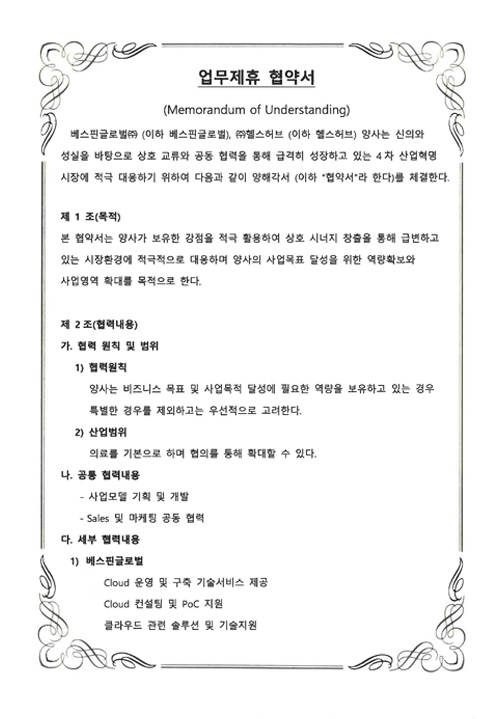 업무제휴 협약서
(Memorandum of Understanding)
베스핀글로벌㈜ (이하 베스핀글로벌), ㈜헬스허브 (이하 헬스허브) 양사는 신의와
성실을 바탕으로 상호 교류와 공동 협력을 통해 급격히 성장하고 있는 4 차 산업혁명
시장에 적극 대응하기 위하여 다음과 같이 양해각서 (이하 "협약서"라 한다)를 체결한다.
제 1 조(목적)
본 협약서는 양사가 보유한 강점을 적극 활용하여 상호 시너지 창출을 통해 급변하고
있는 시장환경에 적극적으로 대응하며 양사의 사업목표 달성을 위한 역량확보와
사업영역 확대를 목적으로 한다.
제 2 조(협력내용)
가. 협력 원칙 및 범위
1) 협력원칙
양사는 비즈니스 목표 및 사업목적 달성에 필요한 역량을 보유하고 있는 경우
특별한 경우를 제외하고는 우선적으로 고려한다.
2) 산업범위
의료를 기본으로 하며 협의를 통해 확대할 수 있다.
나. 공통 협력내용
- 사업모델 기획 및 개발
- Sales 및 마케팅 공동 협력
다. 세부 협력내용
1) 베스핀글로벌
Cloud 운영 및 구축 기술서비스 제공
Cloud 컨설팅 및 PoC 지원
클라우드 관련 솔루션 및 기술지원